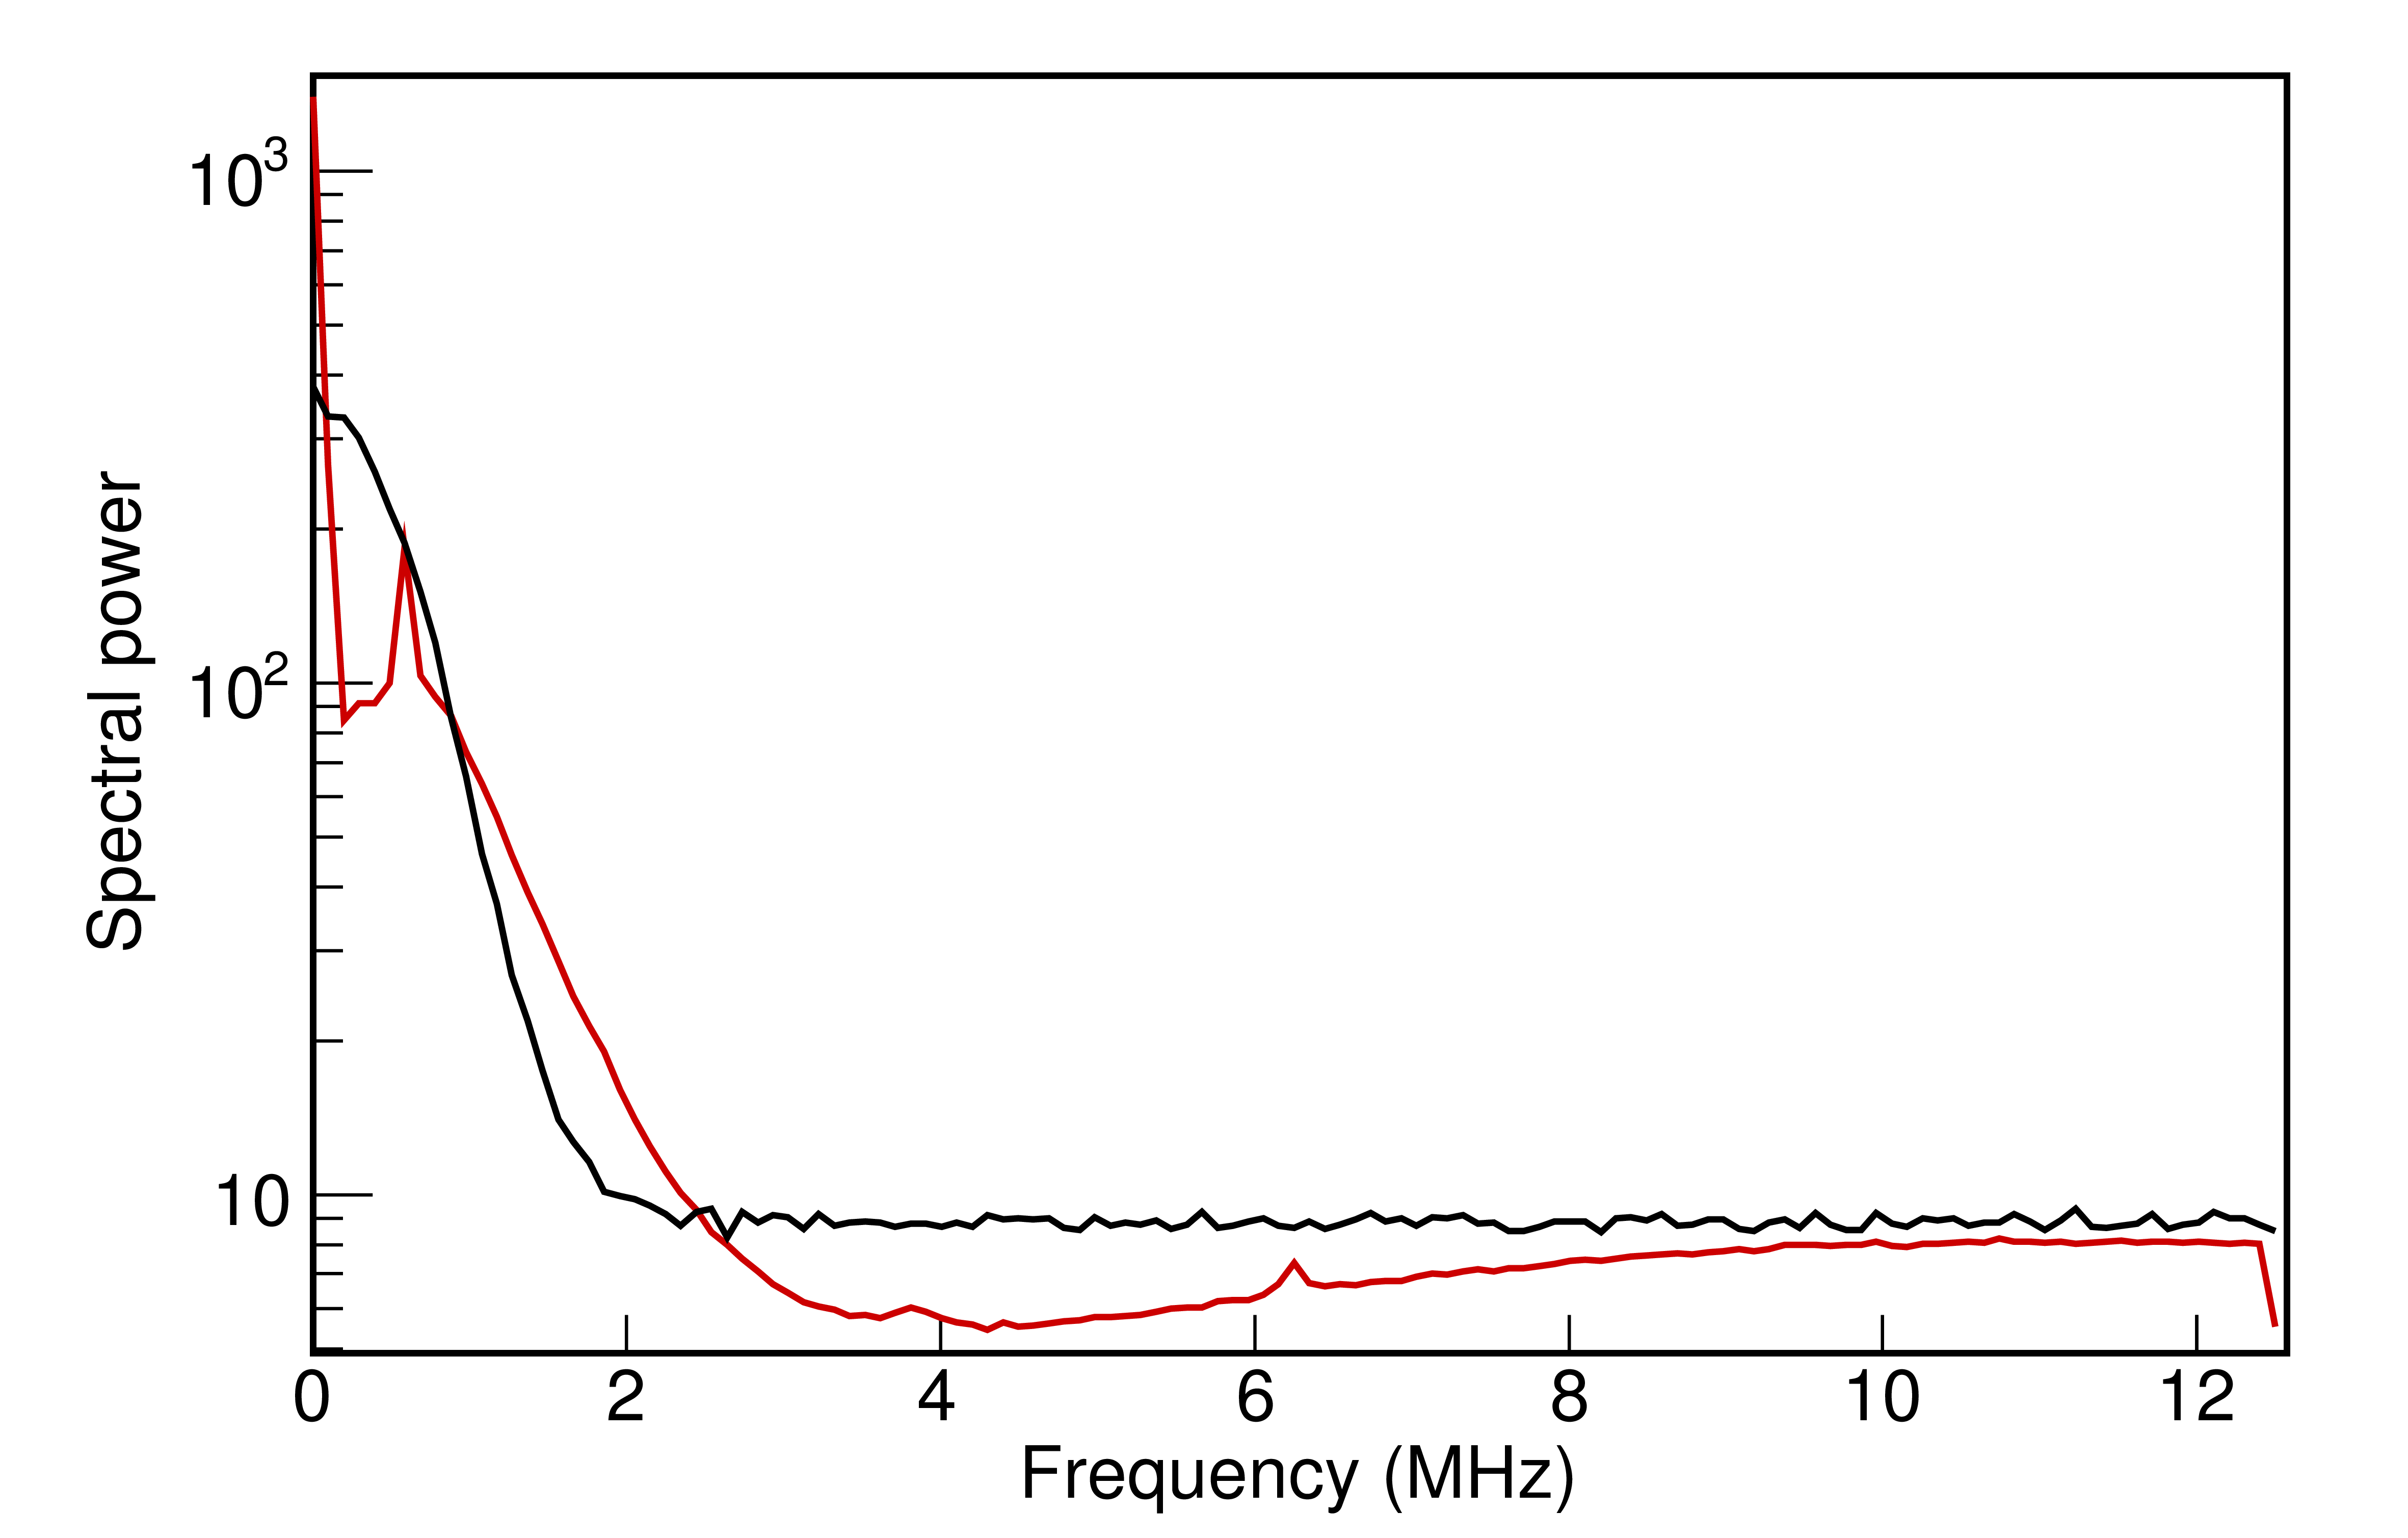 10³
10²
10
Spectral power
0 2 4 6 8 10 12
Frequency (MHz)